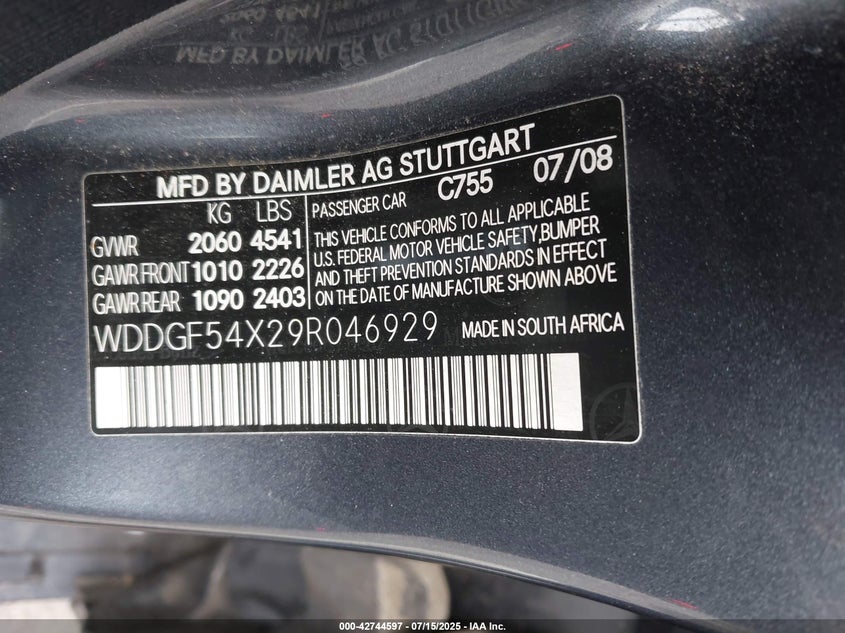 MFD BY DAIMLER AG STUTTGART
KG LBS
GVWR 2060 4541
GAWR FRONT 1010 2226
GAWR REAR 1090 2403
PASSENGER CAR C755 07/08
THIS VEHICLE CONFORMS TO ALL APPLICABLE
U.S. FEDERAL MOTOR VEHICLE SAFETY,BUMPER
AND THEFT PREVENTION STANDARDS IN EFFECT
ON THE DATE OF MANUFACTURE SHOWN ABOVE
WDDGF54X29R046929 MADE IN SOUTH AFRICA
000-42744597 - 07/15/2025 - IAA Inc.